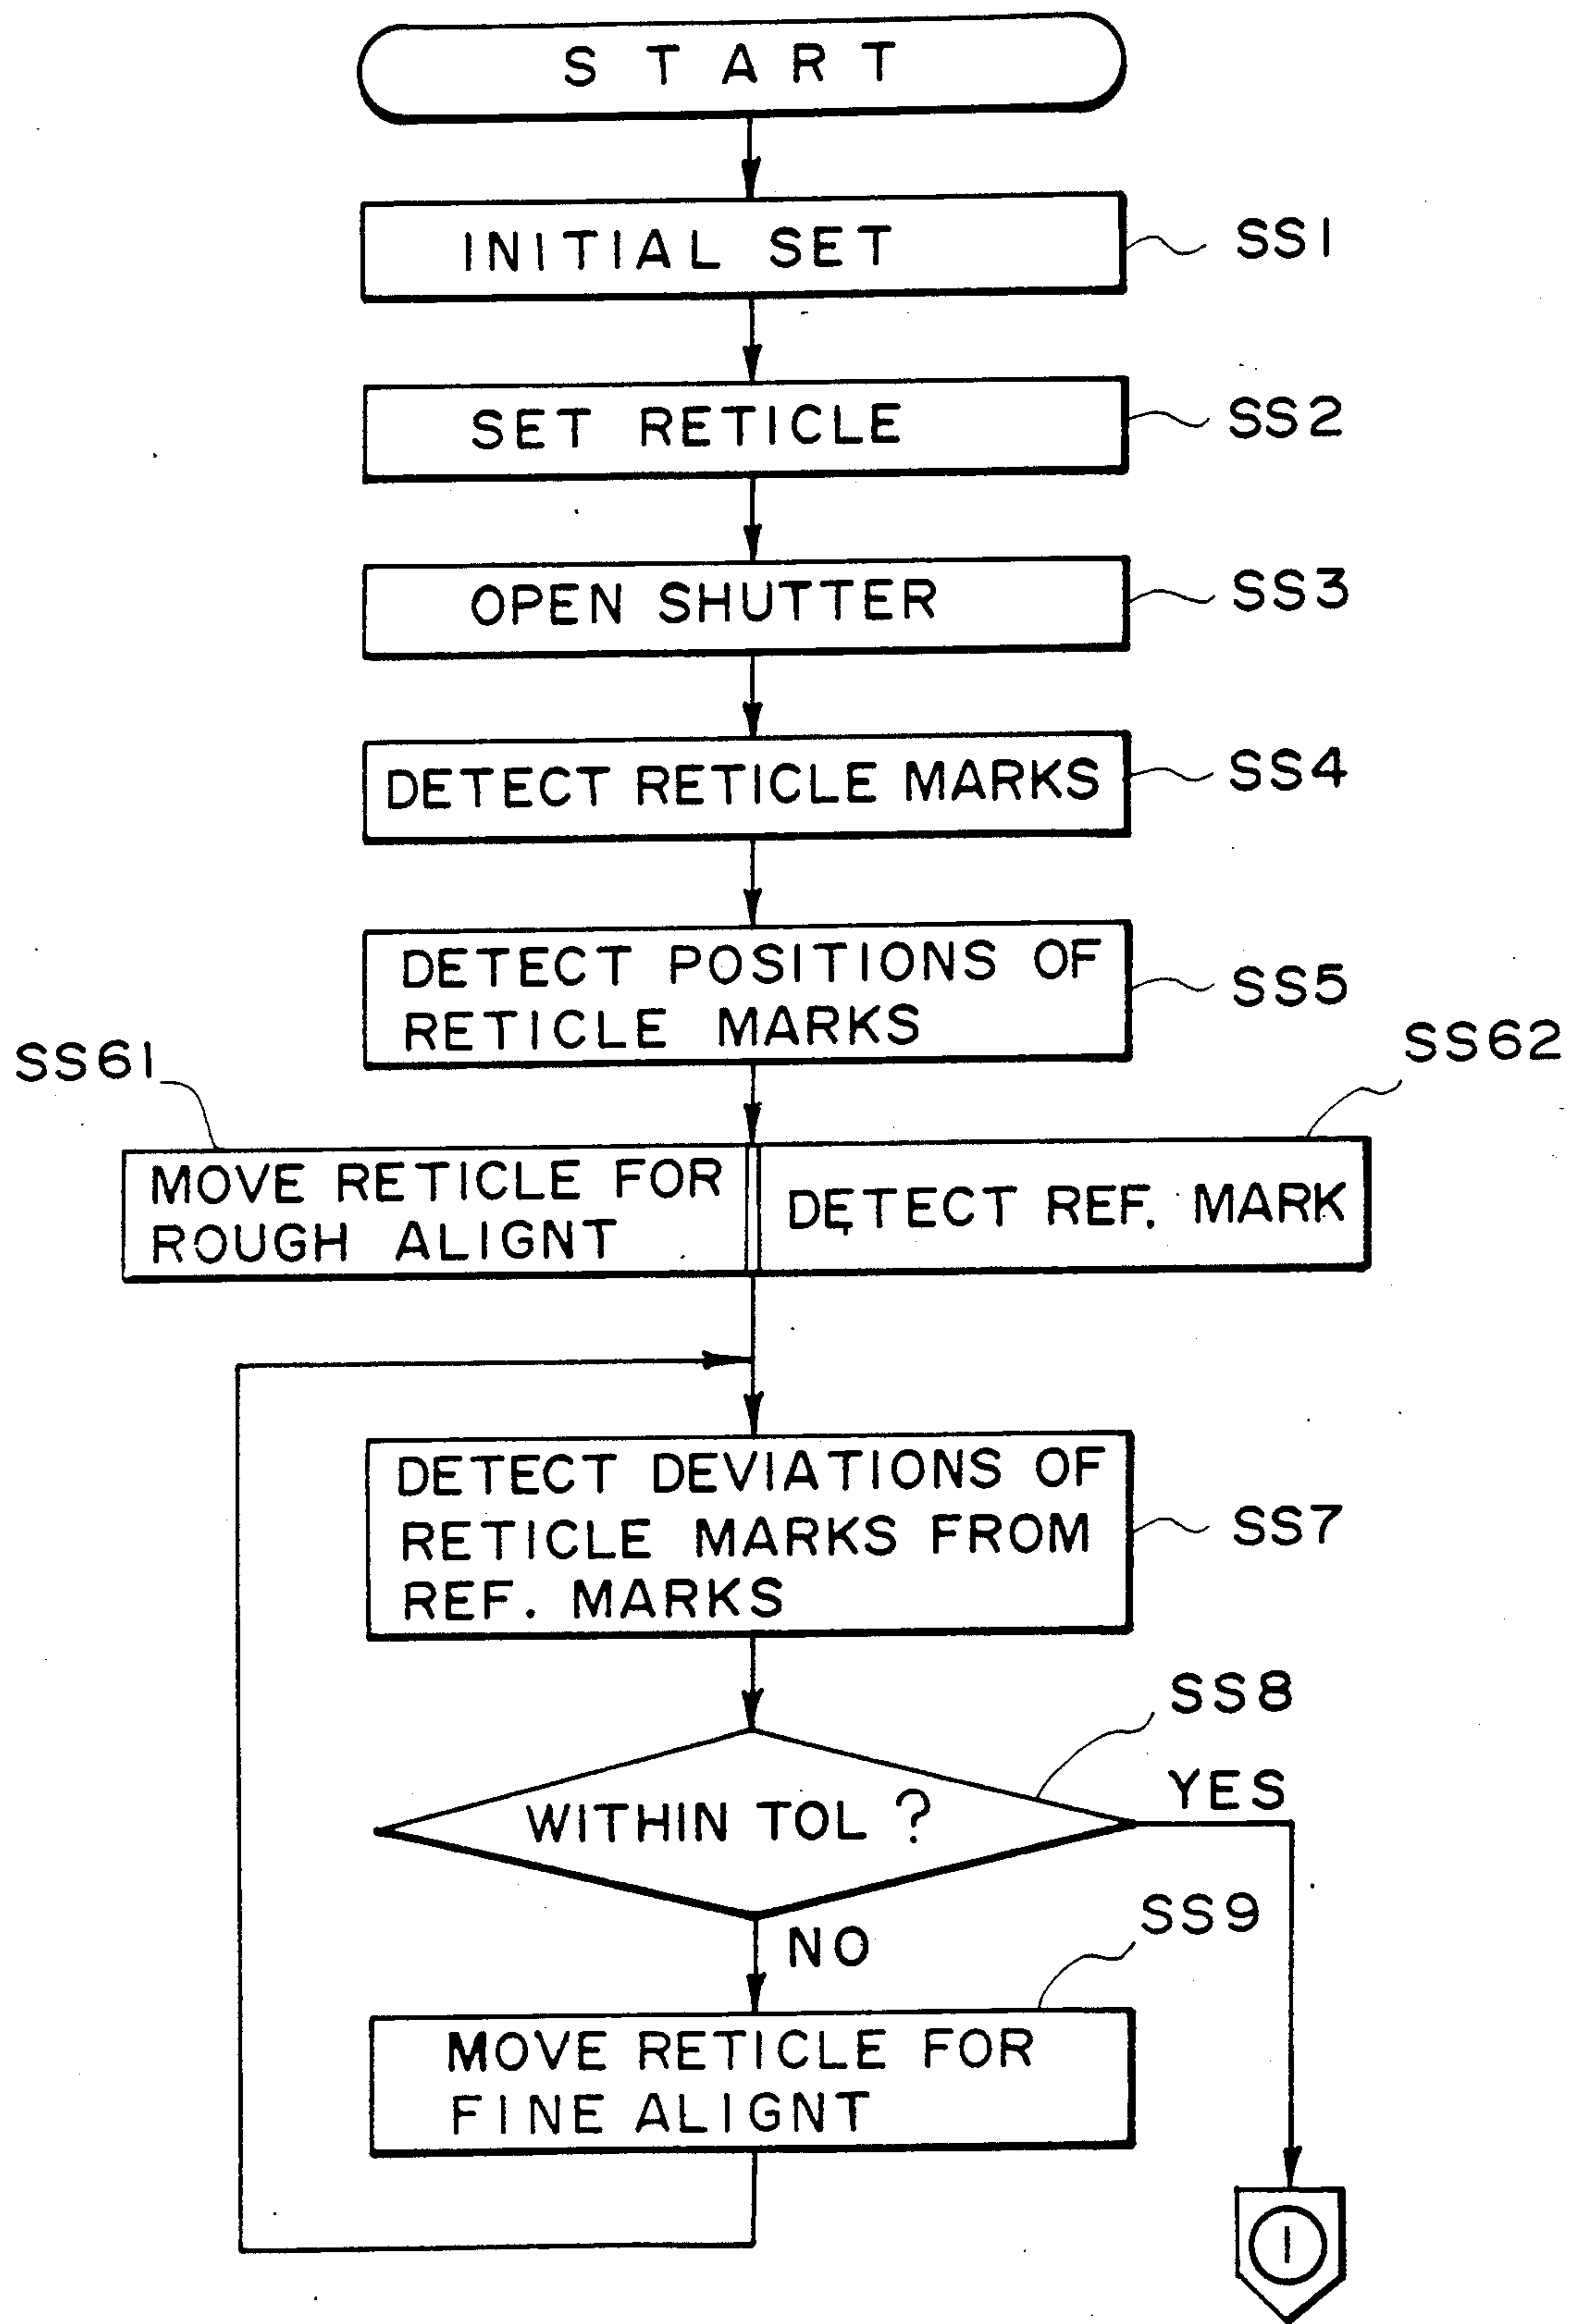 START
INITIAL SET
SS1
SET RETICLE
SS2
OPEN SHUTTER
SS3
DETECT RETICLE MARKS
SS4
DETECT POSITIONS OF
RETICLE MARKS
SS5
SS61
SS62
MOVE RETICLE FOR
ROUGH ALIGNT
DETECT REF. MARK
DETECT DEVIATIONS OF
RETICLE MARKS FROM
REF. MARKS
SS7
SS8
WITHIN TOL ?
YES
NO
SS9
MOVE RETICLE FOR
FINE ALIGNT
1